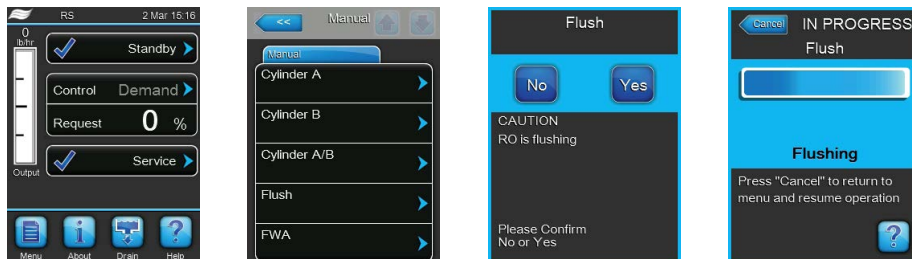 RS 2 Mar 15:16
0
lb/hr
Standby
Control Demand
Request 0 %
Service
Output
Menu About Drain Help
<< Manual
Manual
Cylinder A
Cylinder B
Cylinder A/B
Flush
FWA
Flush
No Yes
CAUTION
RO is flushing
Please Confirm
No or Yes
Cancel IN PROGRESS
Flush
Flushing
Press "Cancel" to return to
menu and resume operation
?